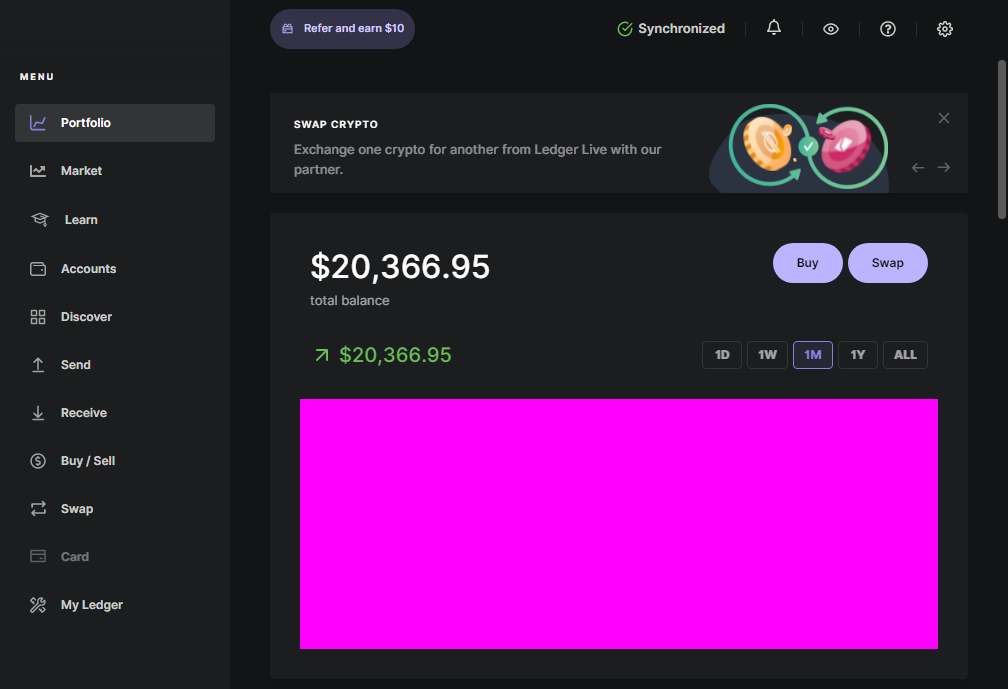 Refer and earn $10
Synchronized
MENU
Portfolio
Market
Learn
Accounts
Discover
Send
Receive
Buy / Sell
Swap
Card
My Ledger
SWAP CRYPTO
Exchange one crypto for another from Ledger Live with our
partner.
$20,366.95
total balance
Buy
Swap
$20,366.95
1D
1W
1M
1Y
ALL